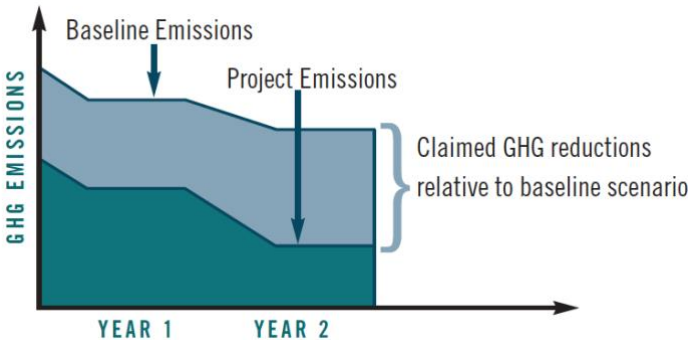 Baseline Emissions
Project Emissions
GHG EMISSIONS
Claimed GHG reductions
relative to baseline scenario
YEAR 1
YEAR 2